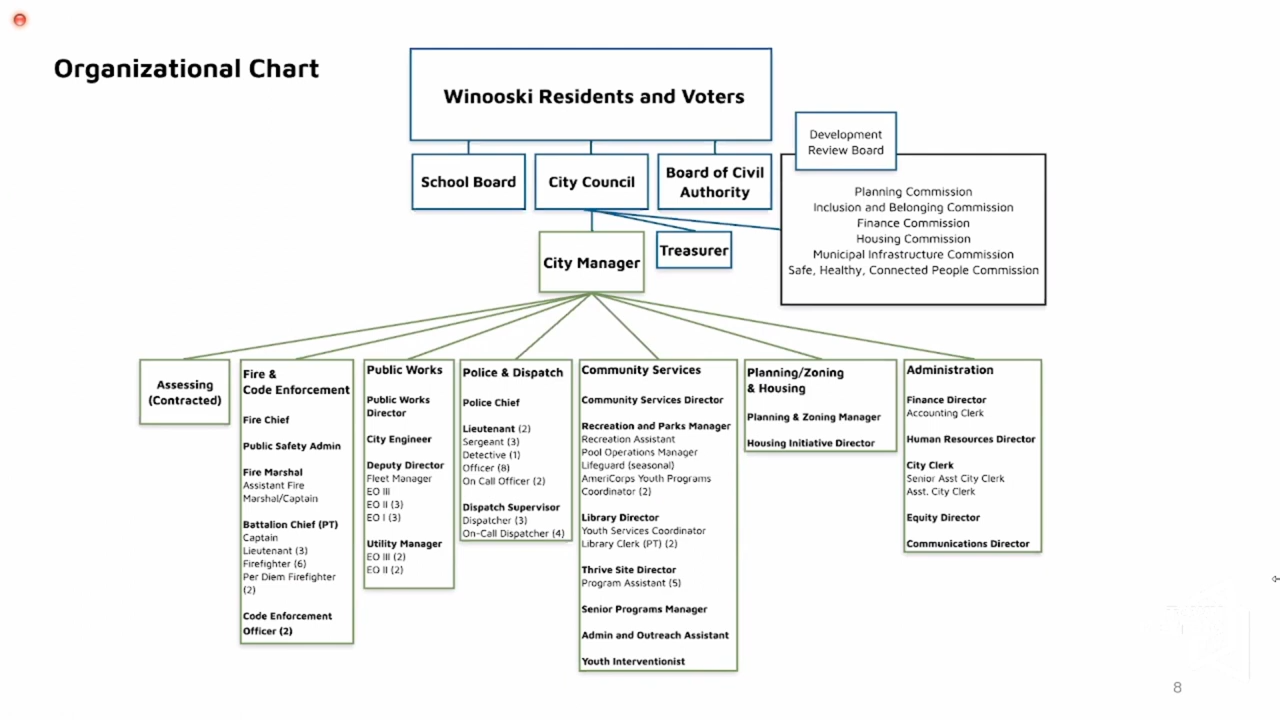 Organizational Chart
Winooski Residents and Voters
School Board
City Council
Board of Civil
Authority
Development
Review Board
Planning Commission
Inclusion and Belonging Commission
Finance Commission
Housing Commission
Municipal Infrastructure Commission
Safe, Healthy, Connected People Commission
City Manager
Treasurer
Assessing
(Contracted)
Fire &
Code Enforcement
Fire Chief
Public Safety Admin
Fire Marshal
Assistant Fire
Marshal/Captain
Battalion Chief (PT)
Captain
Lieutenant (3)
Firefighter (6)
Per Diem Firefighter
(2)
Code Enforcement
Officer (2)
Public Works
Public Works
Director
City Engineer
Deputy Director
Fleet Manager
EO III
EO II (3)
EO I (3)
Utility Manager
EO III (2)
EO II (2)
Police & Dispatch
Police Chief
Lieutenant (2)
Sergeant (3)
Detective (1)
Officer (8)
On Call Officer (2)
Dispatch Supervisor
Dispatcher (3)
On-Call Dispatcher (4)
Community Services
Community Services Director
Recreation and Parks Manager
Recreation Assistant
Pool Operations Manager
Lifeguard (seasonal)
AmeriCorps Youth Programs
Coordinator (2)
Library Director
Youth Services Coordinator
Library Clerk (PT) (2)
Thrive Site Director
Program Assistant (5)
Senior Programs Manager
Admin and Outreach Assistant
Youth Interventionist
Planning/Zoning
& Housing
Planning & Zoning Manager
Housing Initiative Director
Administration
Finance Director
Accounting Clerk
Human Resources Director
City Clerk
Senior Asst City Clerk
Asst. City Clerk
Equity Director
Communications Director
8